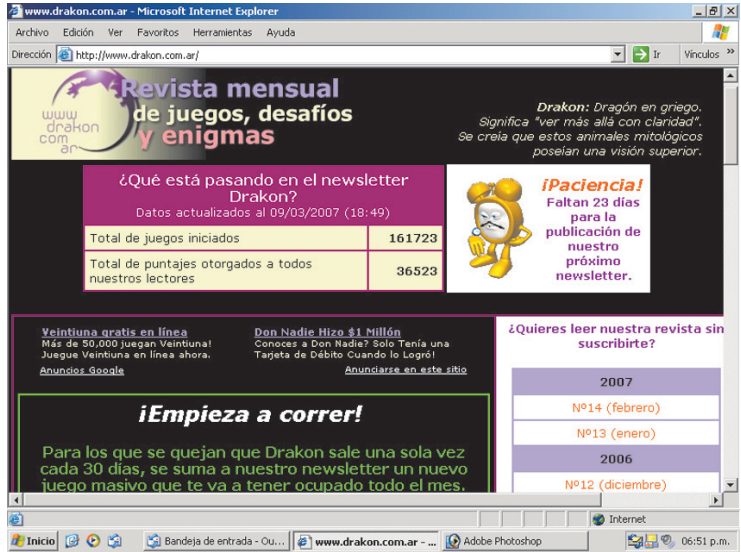 www.drakon.com.ar - Microsoft Internet Explorer
Archivo Edición Ver Favoritos Herramientas Ayuda
Dirección http://www.drakon.com.ar/ Ir Vínculos »
www
drakon
com
ar
Revista mensual
de juegos, desafíos
y enigmas
Drakon: Dragón en griego.
Significa "ver más allá con claridad".
Se creía que estos animales mitológicos
poseían una visión superior.
¿Qué está pasando en el newsletter
Drakon?
Datos actualizados al 09/03/2007 (18:49)
Total de juegos iniciados 161723
Total de puntajes otorgados a todos
nuestros lectores 36523
¡Paciencia!
Faltan 23 días
para la
publicación de
nuestro
próximo
newsletter.
Veintiuna gratis en línea
Más de 50,000 juegan Veintiuna!
Juegue Veintiuna en línea ahora.
Anuncios Google
Don Nadie Hizo $1 Millón
Conoces a Don Nadie? Solo Tenía una
Tarjeta de Débito Cuando lo Logró!
Anunciarse en este sitio
¡Empieza a correr!
Para los que se quejan que Drakon sale una sola vez
cada 30 días, se suma a nuestro newsletter un nuevo
juego masivo que te va a tener ocupado todo el mes.
¿Quieres leer nuestra revista sin
suscribirte?
2007
Nº14 (febrero)
Nº13 (enero)
2006
Nº12 (diciembre)
Internet
Inicio Bandeja de entrada - Ou... www.drakon.com.ar - ... Adobe Photoshop 06:51 p.m.